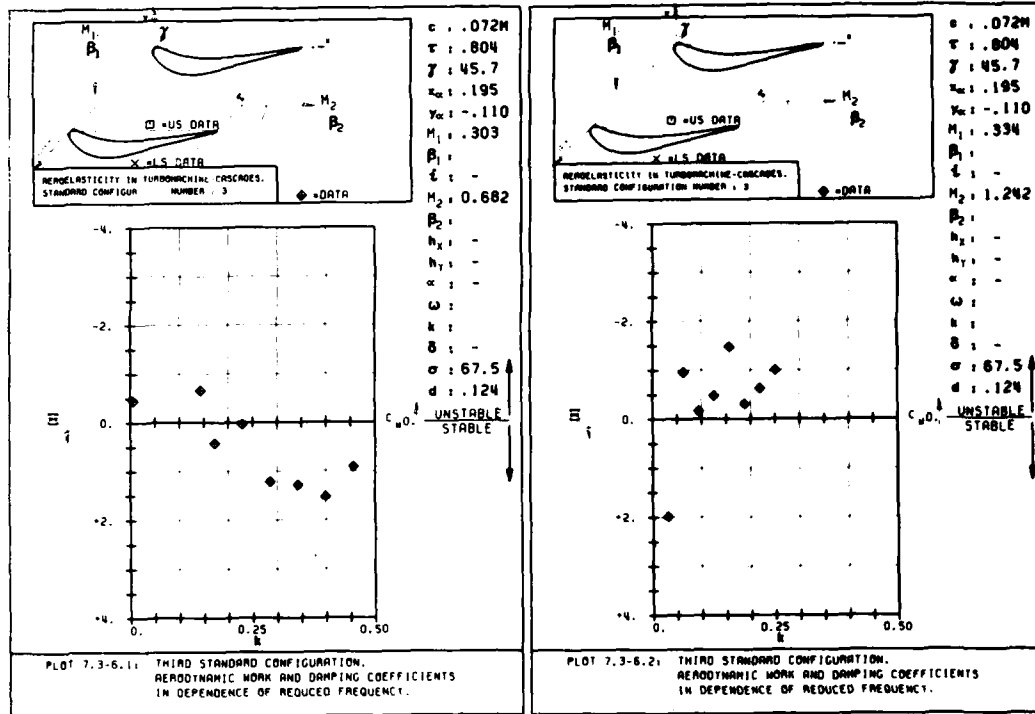 M₁
β₁
γ
M₂
β₂
=US DATA
=LS DATA
AEROELASTICITY IN TURBOMACHINE-CASCADES.
STANDARD CONFIGUR NUMBER : 3
=DATA
c : .072M
τ : .804
γ : 45.7
xα : .195
yα : -.110
M₁ : .303
β₁ :
i : -
M₂ : 0.682
β₂ :
hx : -
hy : -
α : -
ω :
k :
δ : -
σ : 67.5
d : .124
-4.
-2.
0.
+2.
+4.
Ξ
0. 0.25 0.50
k
UNSTABLE
STABLE
PLOT 7.3-6.1: THIRD STANDARD CONFIGURATION.
AERODYNAMIC WORK AND DAMPING COEFFICIENTS
IN DEPENDENCE OF REDUCED FREQUENCY.
M₁
β₁
γ
M₂
β₂
=US DATA
=LS DATA
AEROELASTICITY IN TURBOMACHINE-CASCADES.
STANDARD CONFIGURATION NUMBER : 3
=DATA
c : .072M
τ : .804
γ : 45.7
xα : .195
yα : -.110
M₁ : .334
β₁ :
i : -
M₂ : 1.242
β₂ :
hx : -
hy : -
α : -
ω :
k :
δ : -
σ : 67.5
d : .124
-4.
-2.
0.
+2.
+4.
Ξ
0. 0.25 0.50
k
UNSTABLE
STABLE
PLOT 7.3-6.2: THIRD STANDARD CONFIGURATION.
AERODYNAMIC WORK AND DAMPING COEFFICIENTS
IN DEPENDENCE OF REDUCED FREQUENCY.